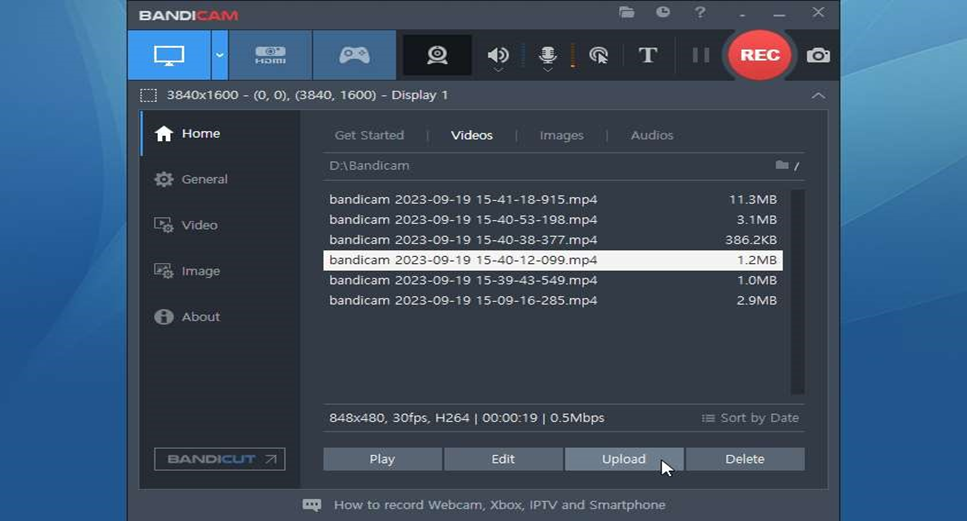 BANDICAM
?
HDMI
T
REC
3840x1600 - (0, 0), (3840, 1600) - Display 1
Home
General
Video
Image
About
BANDICUT
Get Started | Videos | Images | Audios
D:\Bandicam
bandicam 2023-09-19 15-41-18-915.mp4 11.3MB
bandicam 2023-09-19 15-40-53-198.mp4 3.1MB
bandicam 2023-09-19 15-40-38-377.mp4 386.2KB
bandicam 2023-09-19 15-40-12-099.mp4 1.2MB
bandicam 2023-09-19 15-39-43-549.mp4 1.0MB
bandicam 2023-09-19 15-09-16-285.mp4 2.9MB
848x480, 30fps, H264 | 00:00:19 | 0.5Mbps Sort by Date
Play Edit Upload Delete
How to record Webcam, Xbox, IPTV and Smartphone